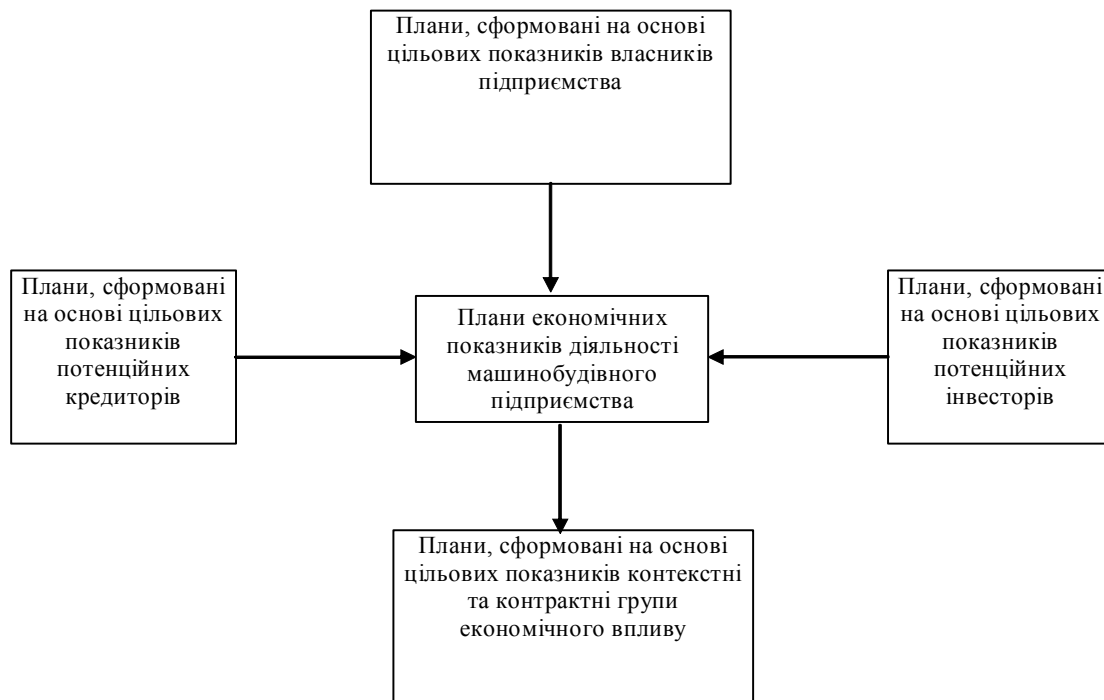 Плани, сформовані на основі
цільових показників власників
підприємства
Плани, сформовані
на основі цільових
показників
потенційних
кредиторів
Плани економічних
показників діяльності
машинобудівного
підприємства
Плани, сформовані
на основі цільових
показників
потенційних
інвесторів
Плани, сформовані на основі
цільових показників контекстні
та контрактні групи
економічного впливу